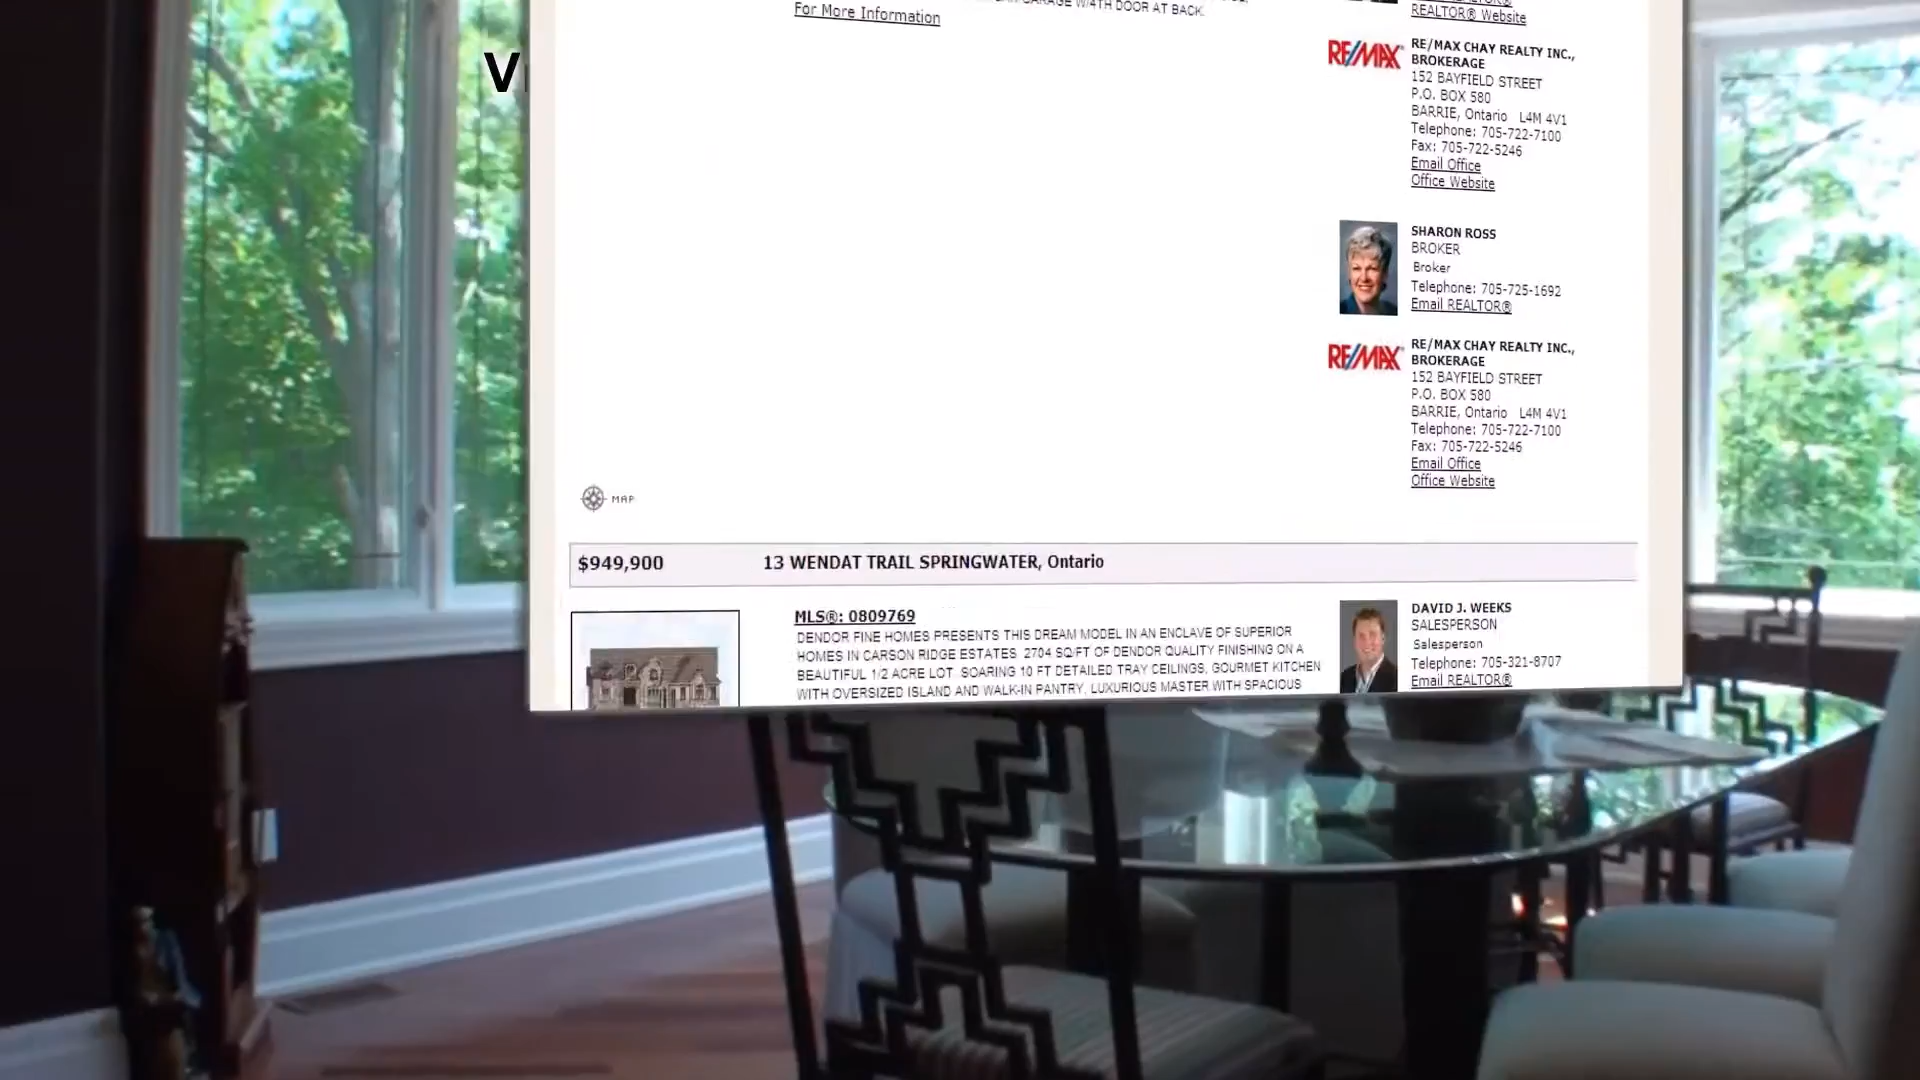 V
GARAGE W/4TH DOOR AT BACK.
For More Information
REALTOR® Website
RE/MAX
RE/MAX CHAY REALTY INC.,
BROKERAGE
152 BAYFIELD STREET
P.O. BOX 580
BARRIE, Ontario L4M 4V1
Telephone: 705-722-7100
Fax: 705-722-5246
Email Office
Office Website
SHARON ROSS
BROKER
Broker
Telephone: 705-725-1692
Email REALTOR®
RE/MAX
RE/MAX CHAY REALTY INC.,
BROKERAGE
152 BAYFIELD STREET
P.O. BOX 580
BARRIE, Ontario L4M 4V1
Telephone: 705-722-7100
Fax: 705-722-5246
Email Office
Office Website
MAP
$949,900 13 WENDAT TRAIL SPRINGWATER, Ontario
MLS®: 0809769
DENDOR FINE HOMES PRESENTS THIS DREAM MODEL IN AN ENCLAVE OF SUPERIOR
HOMES IN CARSON RIDGE ESTATES. 2704 SQ/FT OF DENDOR QUALITY FINISHING ON A
BEAUTIFUL 1/2 ACRE LOT. SOARING 10 FT DETAILED TRAY CEILINGS, GOURMET KITCHEN
WITH OVERSIZED ISLAND AND WALK-IN PANTRY. LUXURIOUS MASTER WITH SPACIOUS
DAVID J. WEEKS
SALESPERSON
Salesperson
Telephone: 705-321-8707
Email REALTOR®